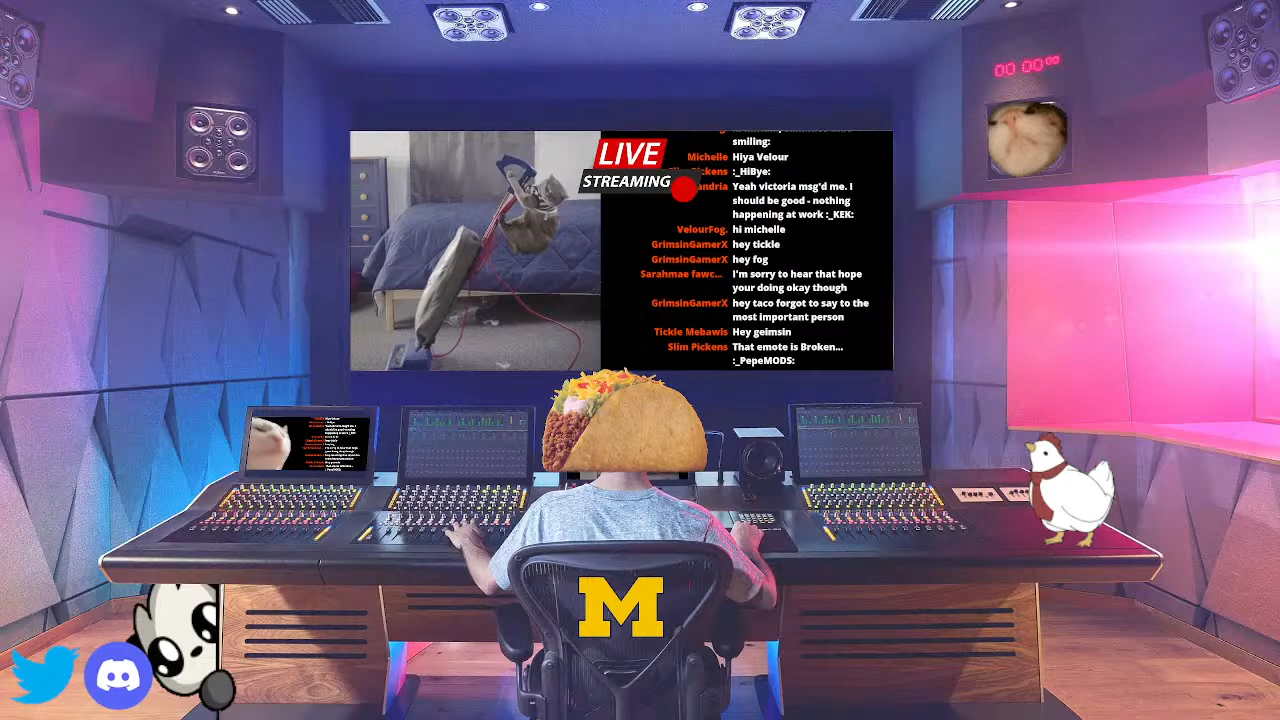 00 00 00
LIVE
STREAMING
smiling:
Michelle Hiya Velour
:_HiBye:
Yeah victoria msg'd me. I
should be good - nothing
happening at work :_KEK:
VelourFog. hi michelle
GrimsinGamerX hey tickle
GrimsinGamerX hey fog
Sarahmae fawc... I'm sorry to hear that hope
your doing okay though
GrimsinGamerX hey taco forgot to say to the
most important person
Tickle Mebawls Hey geimsin
Slim Pickens That emote is Broken...
:_PepeMODS:
M